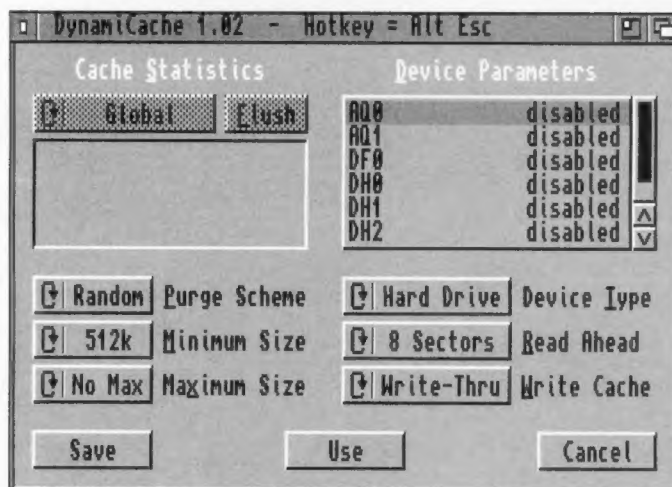 DynamiCache 1.02 - Hotkey = Alt Esc
Cache Statistics
Global
Flush
Device Parameters
AQ0 disabled
AQ1 disabled
DF0 disabled
DH0 disabled
DH1 disabled
DH2 disabled
Random Purge Scheme
512k Minimum Size
No Max Maximum Size
Hard Drive Device Type
8 Sectors Read Ahead
Write-Thru Write Cache
Save
Use
Cancel